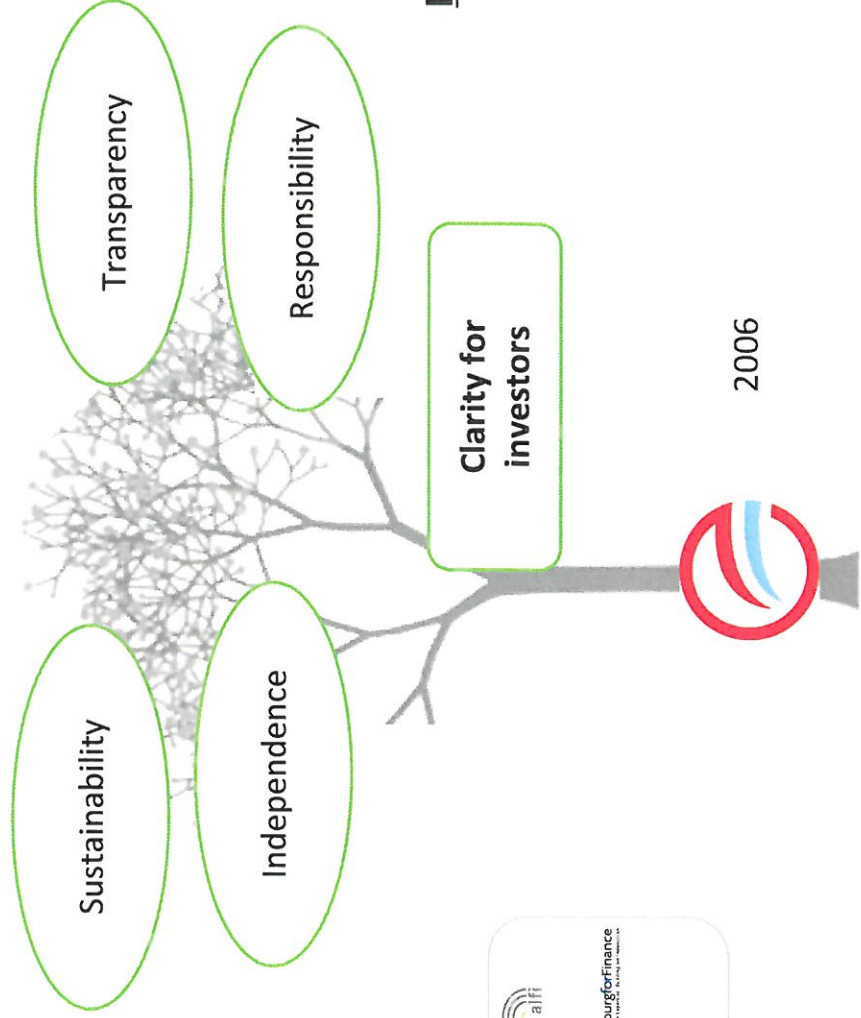 Sustainability
Transparency
Independence
Responsibility
Clarity for
investors
2006
alfi
ourgforFinance